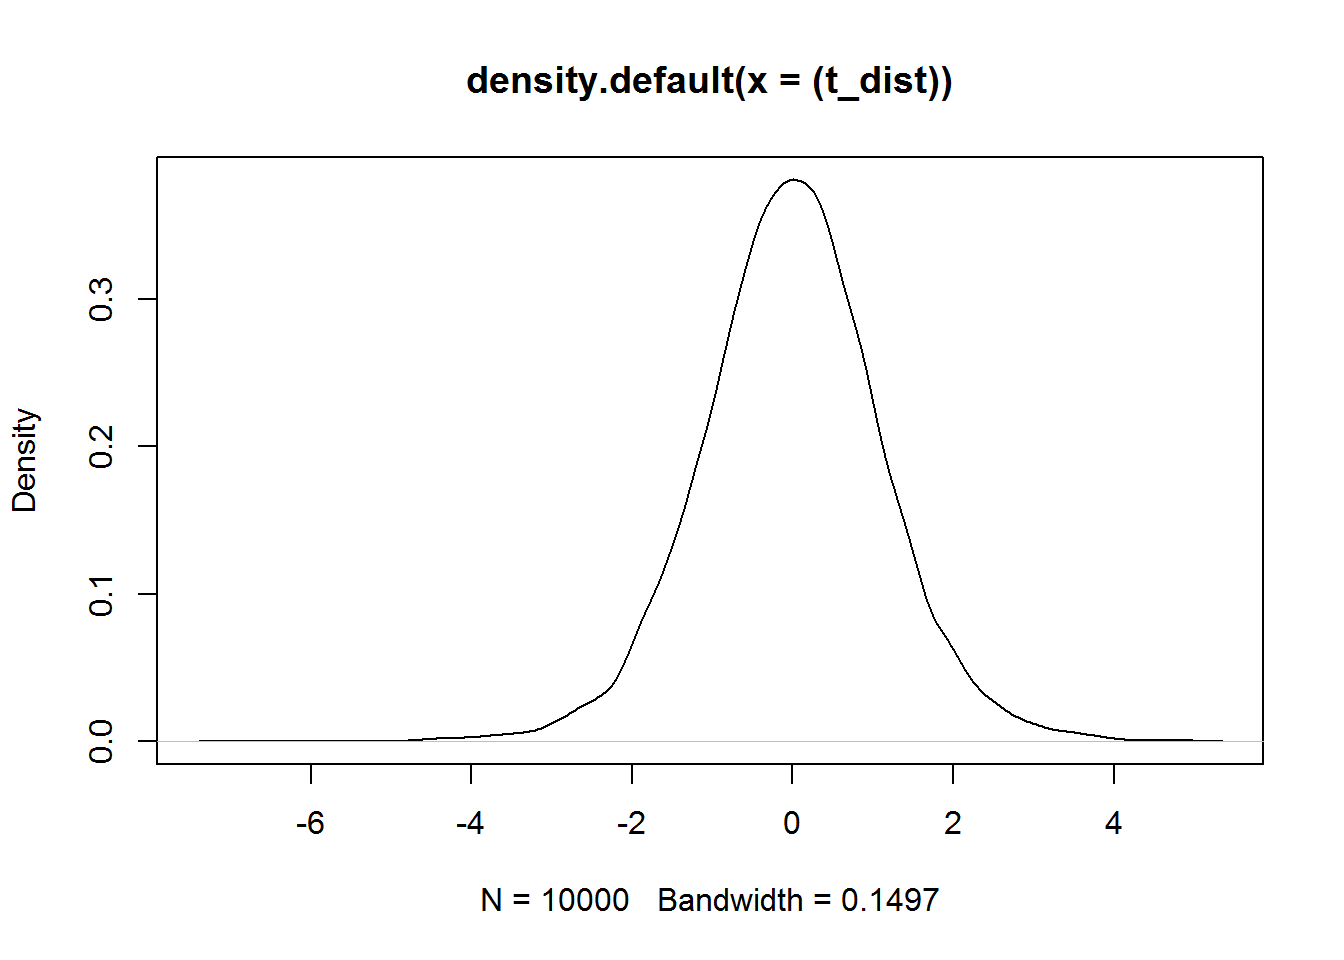 density.default(x = (t_dist))
Density
0.3
0.2
0.1
0.0
-6 -4 -2 0 2 4
N = 10000 Bandwidth = 0.1497